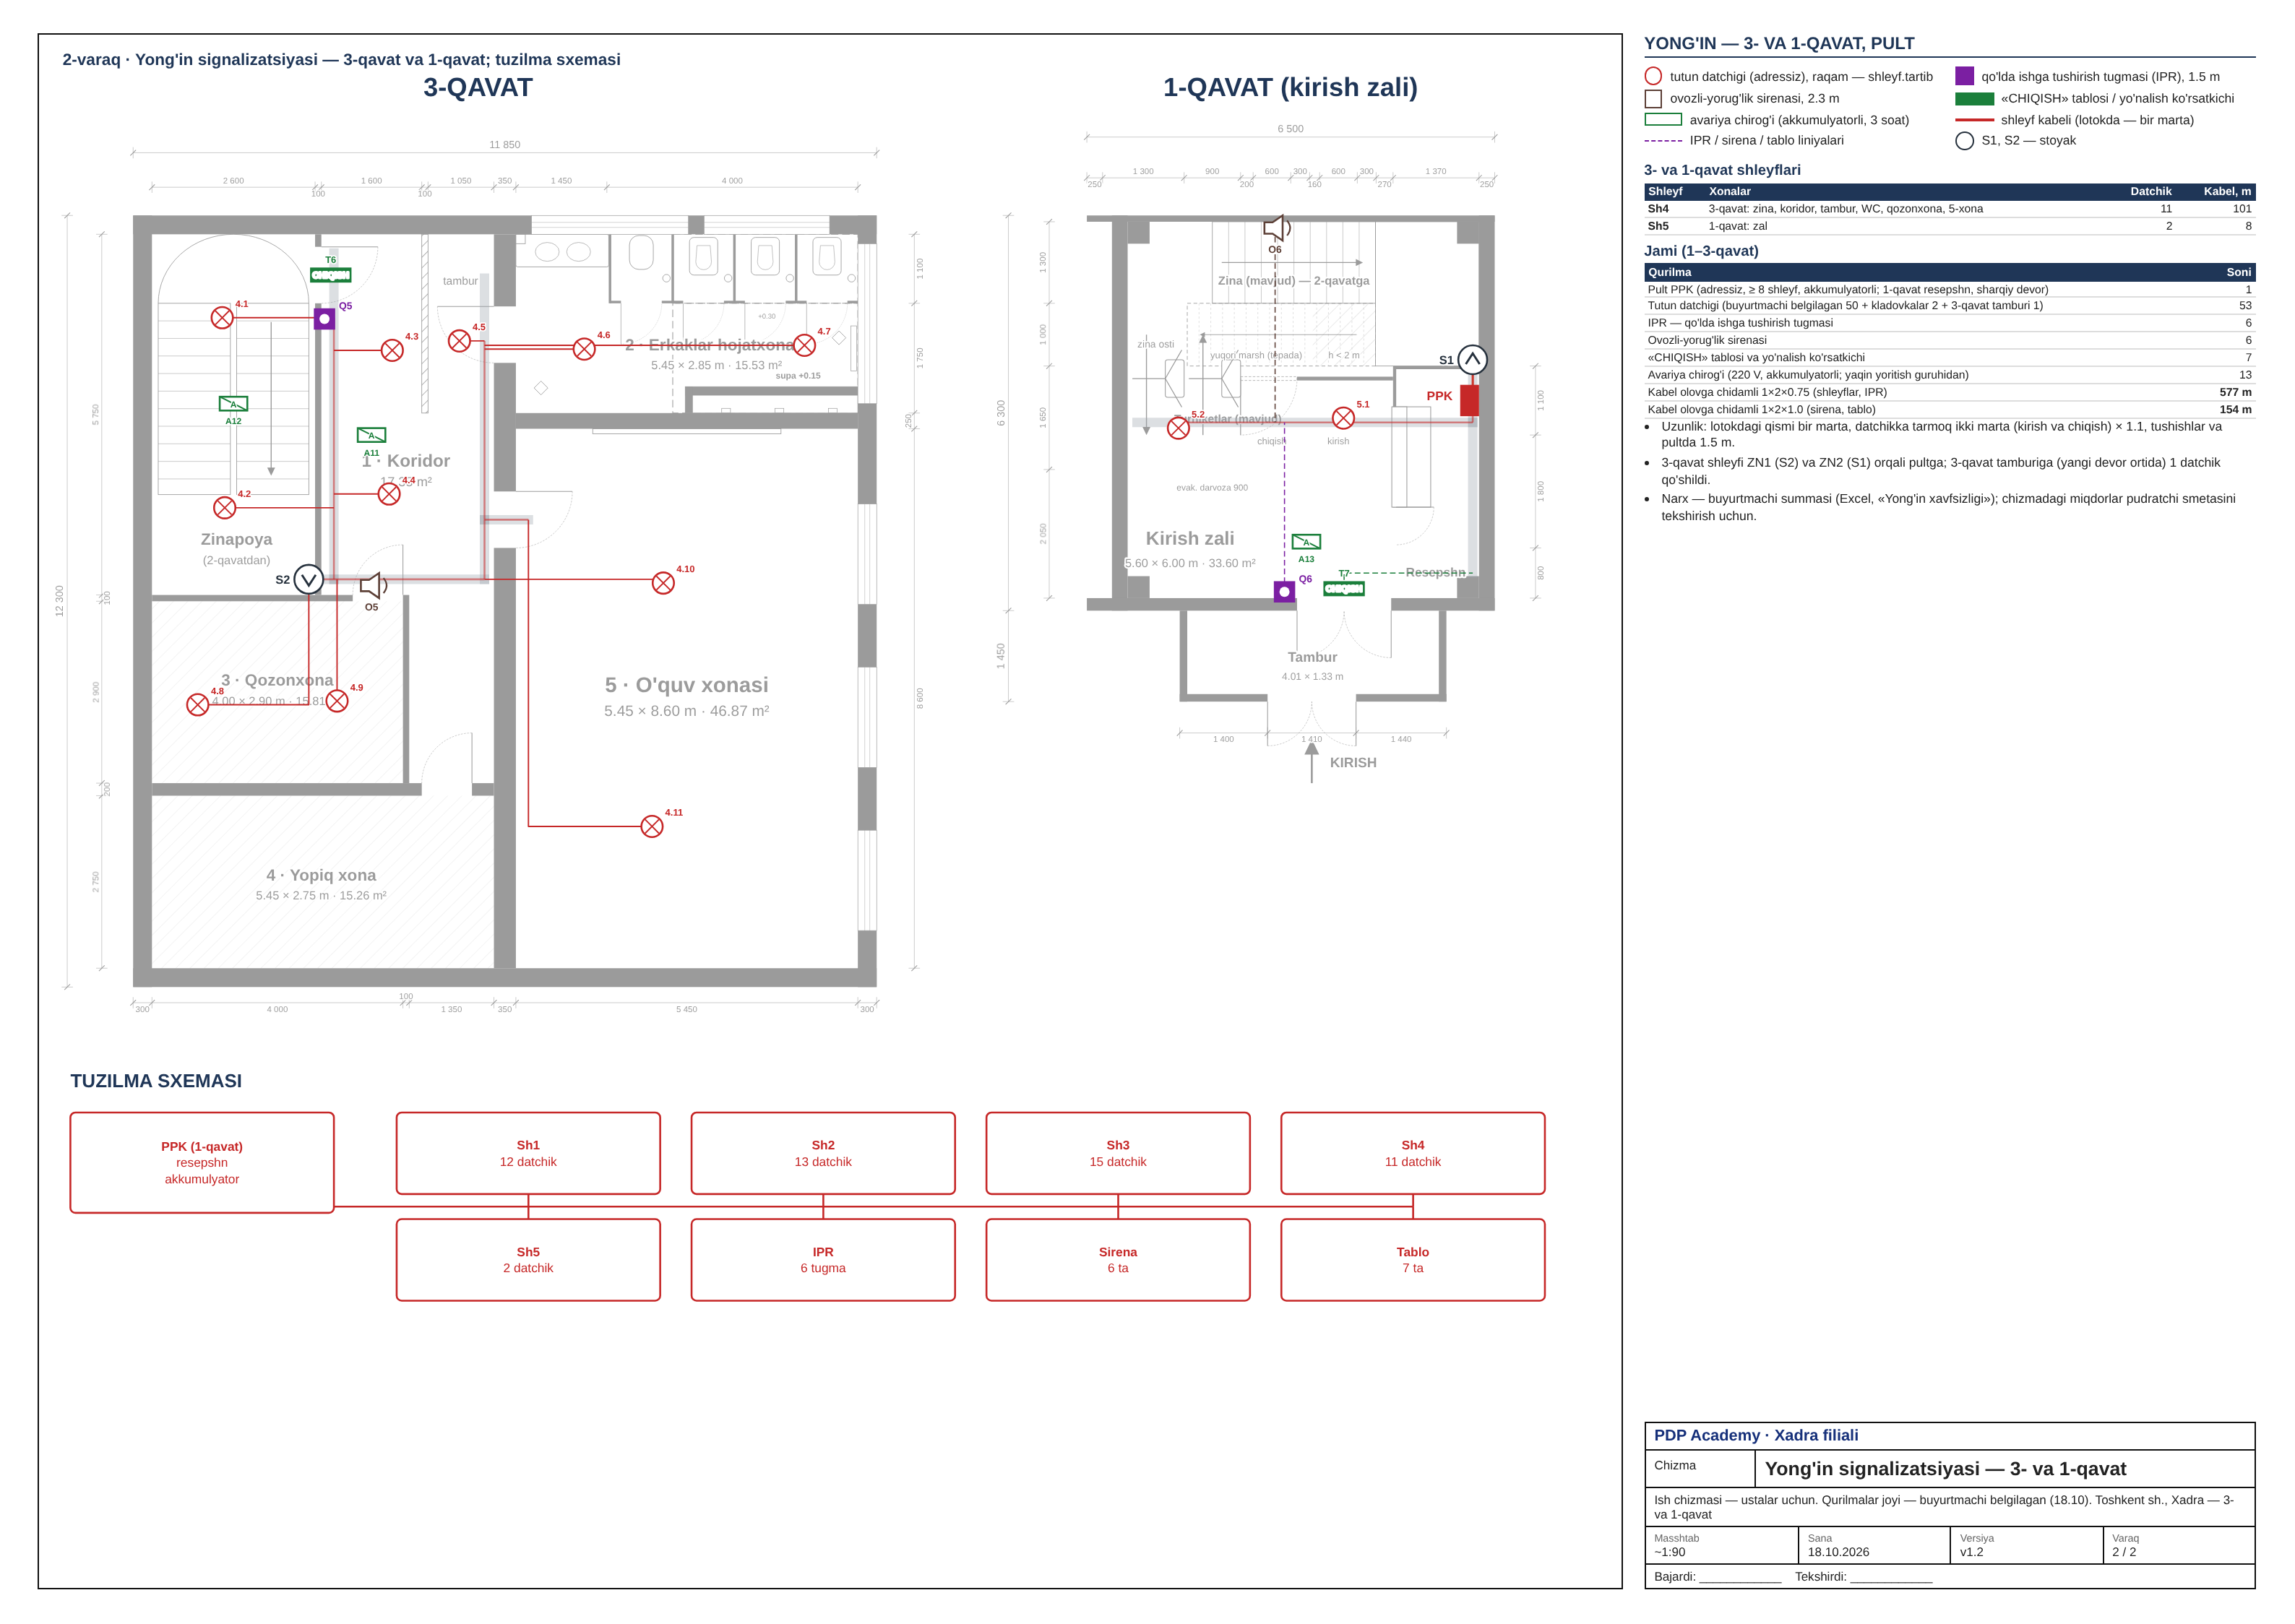 2-varaq · Yong'in signalizatsiyasi — 3-qavat va 1-qavat; tuzilma sxemasi
3-QAVAT
11 850
2 600
100
1 600
100
1 050
350
1 450
4 000
12 300
5 750
100
2 900
200
2 750
1 100
1 750
250
8 600
T6
tambur
4.1
Q5
4.3
4.5
4.6
4.7
+0.30
2 · Erkaklar hojatxona
5.45 × 2.85 m · 15.53 m²
supa +0.15
A
A12
A
A11
1 · Koridor
4.4
4.2
Zinapoya
(2-qavatdan)
S2
O5
4.10
3 · Qozonxona
4.8
4.9
4.00 × 2.90 m · 15.81
5 · O'quv xonasi
5.45 × 8.60 m · 46.87 m²
4.11
4 · Yopiq xona
5.45 × 2.75 m · 15.26 m²
300
4 000
100
1 350
350
5 450
300
1-QAVAT (kirish zali)
6 500
250
1 300
900
200
600
300
160
600
300
270
1 370
250
6 300
1 450
1 300
1 000
1 650
2 050
1 100
1 800
800
O6
Zina (mavjud) — 2-qavatga
zina osti
yuqori marsh (tepada)
h < 2 m
S1
PPK
5.1
5.2
Turniketlar (mavjud)
chiqish
kirish
evak. darvoza 900
Kirish zali
5.60 × 6.00 m · 33.60 m²
A
A13
Q6
T7
Resepshn
Tambur
4.01 × 1.33 m
1 400
1 410
1 440
KIRISH
TUZILMA SXEMASI
PPK (1-qavat)
resepshn
akkumulyator
Sh1
12 datchik
Sh2
13 datchik
Sh3
15 datchik
Sh4
11 datchik
Sh5
2 datchik
IPR
6 tugma
Sirena
6 ta
Tablo
7 ta
YONG'IN — 3- VA 1-QAVAT, PULT
tutun datchigi (adressiz), raqam — shleyf.tartib
qo'lda ishga tushirish tugmasi (IPR), 1.5 m
ovozli-yorug'lik sirenasi, 2.3 m
«CHIQISH» tablosi / yo'nalish ko'rsatkichi
avariya chirog'i (akkumulyatorli, 3 soat)
shleyf kabeli (lotokda — bir marta)
IPR / sirena / tablo liniyalari
S1, S2 — stoyak
3- va 1-qavat shleyflari
Shleyf Xonalar Datchik Kabel, m
Sh4 3-qavat: zina, koridor, tambur, WC, qozonxona, 5-xona 11 101
Sh5 1-qavat: zal 2 8
Jami (1–3-qavat)
Qurilma Soni
Pult PPK (adressiz, ≥ 8 shleyf, akkumulyatorli; 1-qavat resepshn, sharqiy devor) 1
Tutun datchigi (buyurtmachi belgilagan 50 + kladovkalar 2 + 3-qavat tamburi 1) 53
IPR — qo'lda ishga tushirish tugmasi 6
Ovozli-yorug'lik sirenasi 6
«CHIQISH» tablosi va yo'nalish ko'rsatkichi 7
Avariya chirog'i (220 V, akkumulyatorli; yaqin yoritish guruhidan) 13
Kabel olovga chidamli 1×2×0.75 (shleyflar, IPR) 577 m
Kabel olovga chidamli 1×2×1.0 (sirena, tablo) 154 m
• Uzunlik: lotokdagi qismi bir marta, datchikka tarmoq ikki marta (kirish va chiqish) × 1.1, tushishlar va
pultda 1.5 m.
• 3-qavat shleyfi ZN1 (S2) va ZN2 (S1) orqali pultga; 3-qavat tamburiga (yangi devor ortida) 1 datchik
qo'shildi.
• Narx — buyurtmachi summasi (Excel, «Yong'in xavfsizligi»); chizmadagi miqdorlar pudratchi smetasini
tekshirish uchun.
PDP Academy · Xadra filiali
Chizma
Yong'in signalizatsiyasi — 3- va 1-qavat
Ish chizmasi — ustalar uchun. Qurilmalar joyi — buyurtmachi belgilagan (18.10). Toshkent sh., Xadra — 3-
va 1-qavat
Masshtab
~1:90
Sana
18.10.2026
Versiya
v1.2
Varaq
2 / 2
Bajardi: ____________ Tekshirdi: ____________